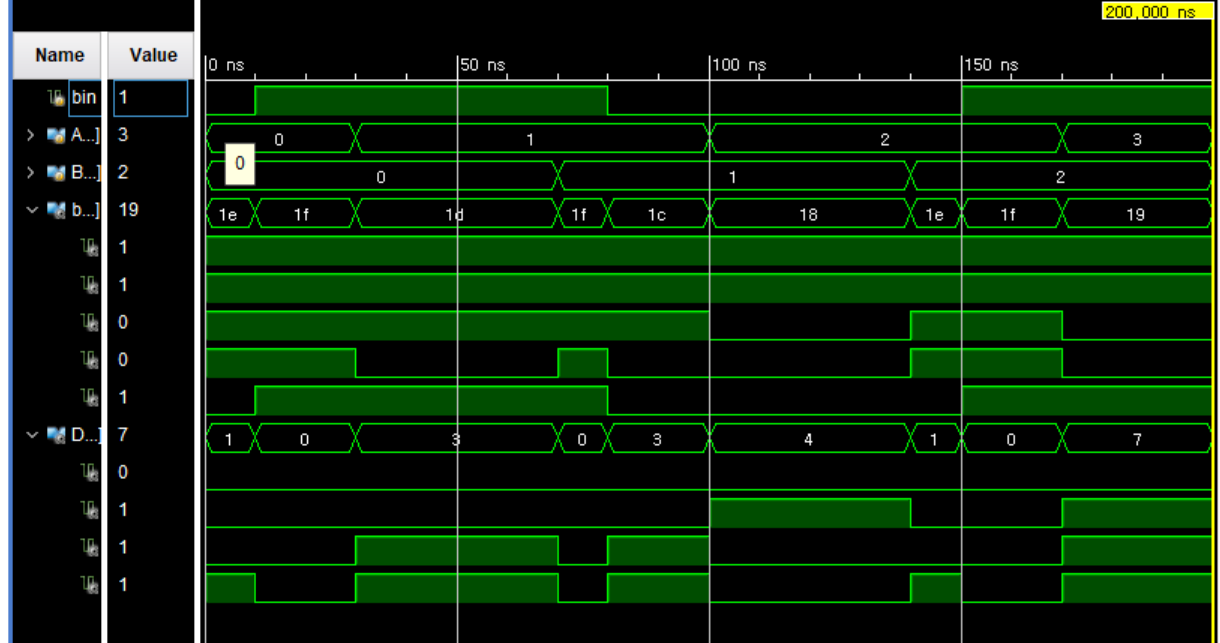 200,000 ns
Name Value
0 ns 50 ns 100 ns 150 ns
bin 1
A...] 3 0 1 2 3
0
B...] 2 0 1 2
b...] 19 1e 1f 1d 1f 1c 18 1e 1f 19
1
1
0
0
1
D...] 7 1 0 3 0 3 4 1 0 7
0
1
1
1